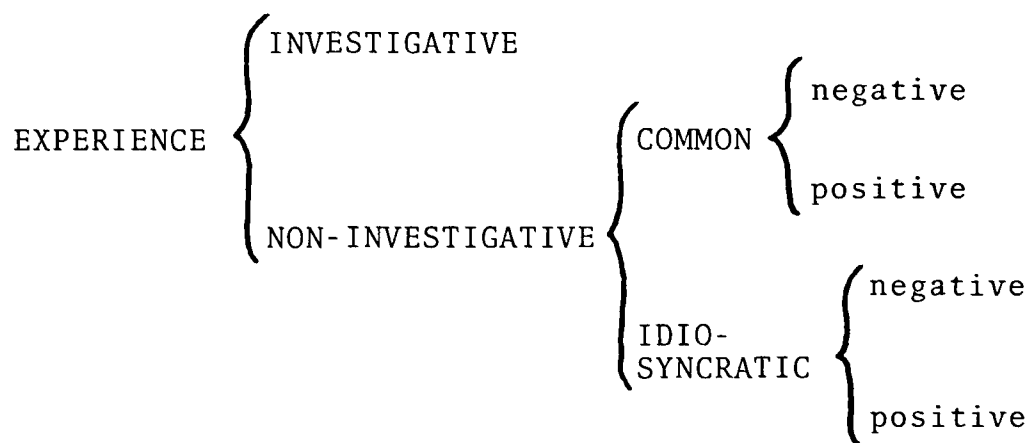 INVESTIGATIVE
negative
EXPERIENCE
COMMON
positive
NON-INVESTIGATIVE
negative
IDIO-
SYNCRATIC
positive